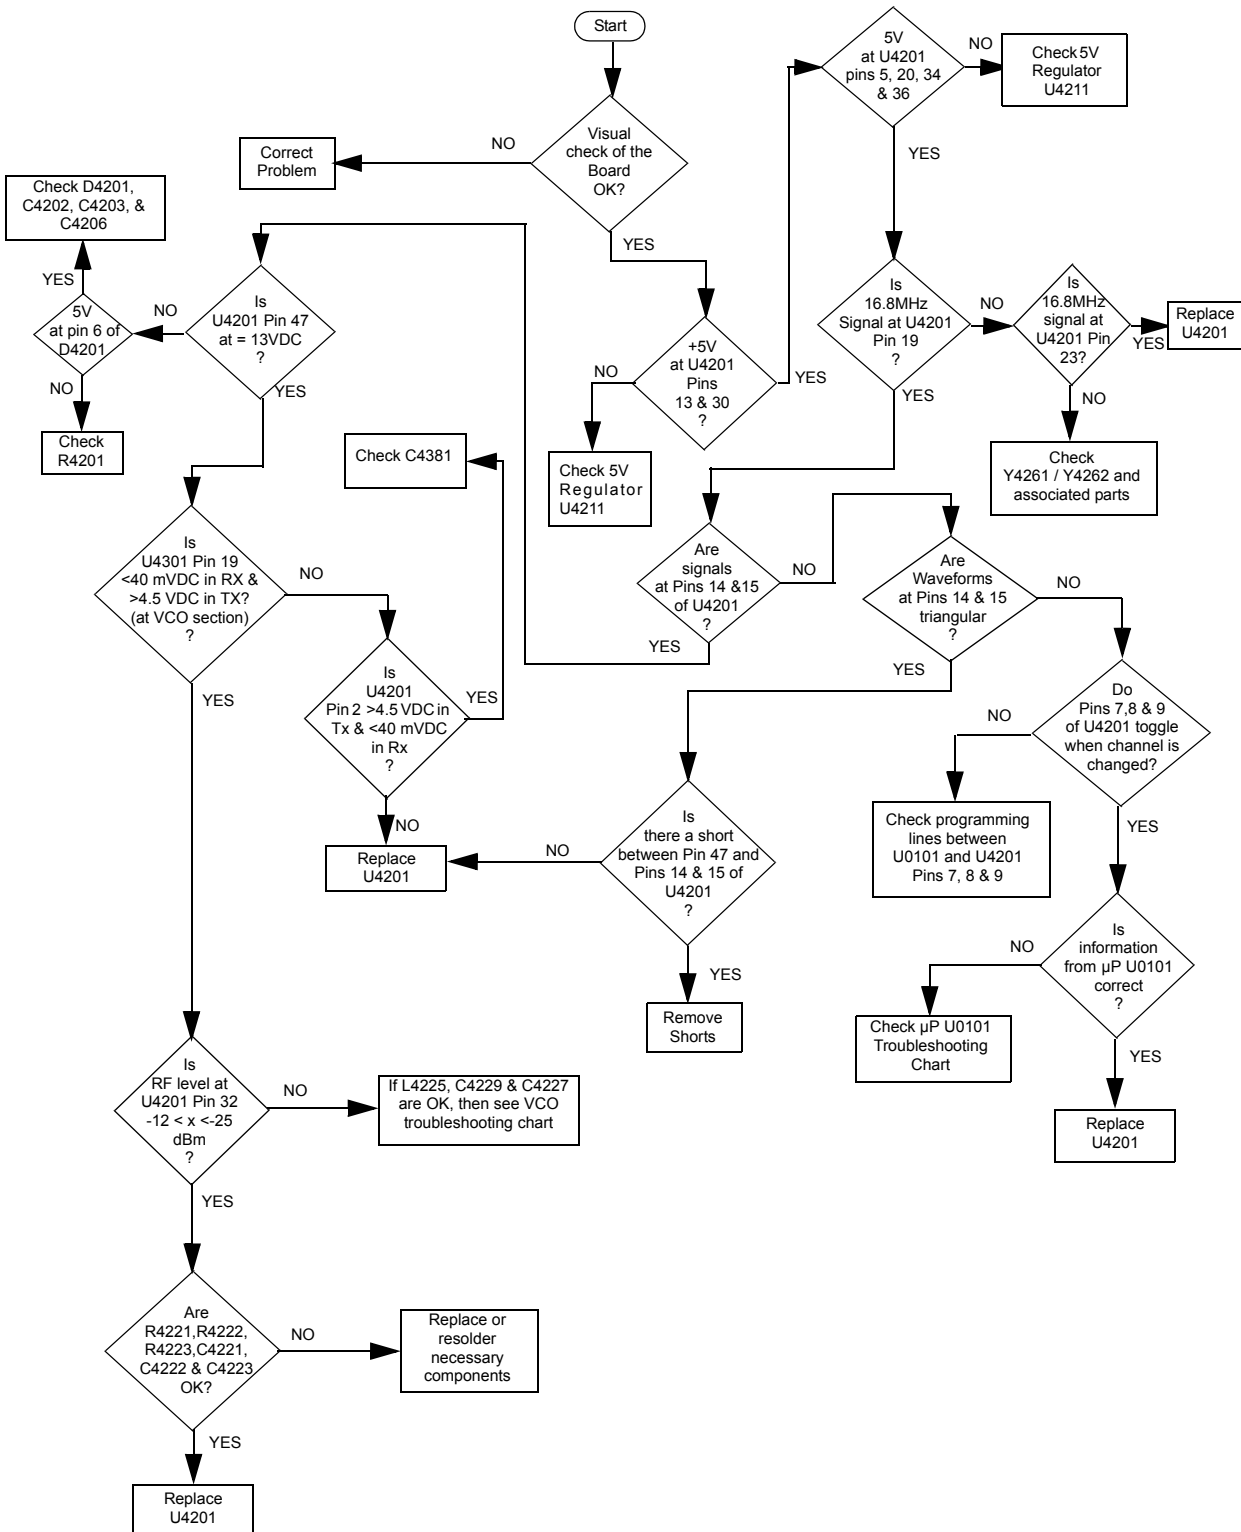 Start
Visual
check of the
Board
OK?
NO
Correct
Problem
YES
+5V
at U4201
Pins
13 & 30
?
NO
Check 5V
Regulator
U4211
YES
5V
at U4201
pins 5, 20, 34
& 36
NO
Check 5V
Regulator
U4211
YES
Is
16.8MHz
Signal at U4201
Pin 19
?
NO
Is
16.8MHz
signal at
U4201 Pin
23?
YES
Replace
U4201
NO
Check
Y4261 / Y4262 and
associated parts
YES
Are
signals
at Pins 14 &15
of U4201
?
NO
Are
Waveforms
at Pins 14 & 15
triangular
?
NO
Do
Pins 7,8 & 9
of U4201 toggle
when channel is
changed?
NO
Check programming
lines between
U0101 and U4201
Pins 7, 8 & 9
YES
Is
information
from µP U0101
correct
?
NO
Check µP U0101
Troubleshooting
Chart
YES
Replace
U4201
YES
Is
there a short
between Pin 47 and
Pins 14 & 15 of
U4201
?
NO
Replace
U4201
YES
Remove
Shorts
YES
Is
U4201 Pin 47
at = 13VDC
?
NO
5V
at pin 6 of
D4201
YES
Check D4201,
C4202, C4203, &
C4206
NO
Check
R4201
YES
Is
U4301 Pin 19
<40 mVDC in RX &
>4.5 VDC in TX?
(at VCO section)
?
NO
Is
U4201
Pin 2 >4.5 VDC in
Tx & <40 mVDC
in Rx
?
YES
Check C4381
NO
YES
Is
RF level at
U4201 Pin 32
-12 < x <-25
dBm
?
NO
If L4225, C4229 & C4227
are OK, then see VCO
troubleshooting chart
YES
Are
R4221,R4222,
R4223,C4221,
C4222 & C4223
OK?
NO
Replace or
resolder
necessary
components
YES
Replace
U4201